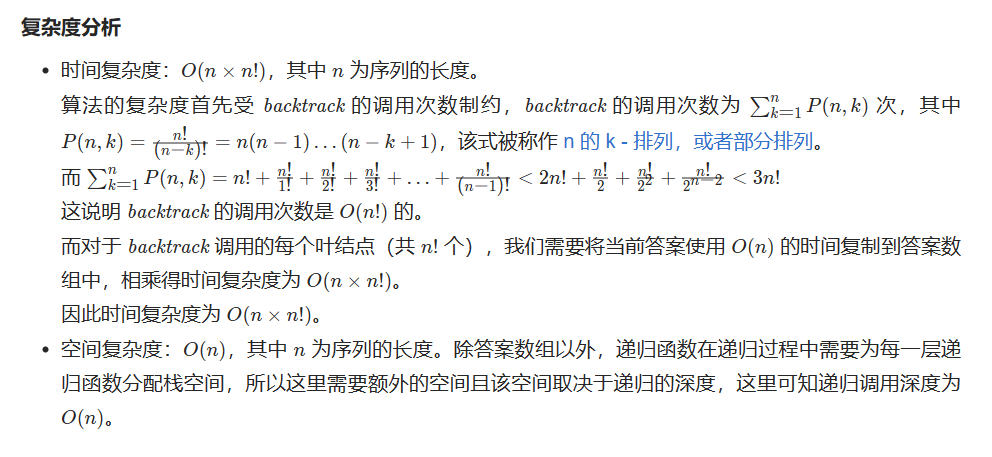 复杂度分析
• 时间复杂度：O(n × n!)，其中 n 为序列的长度。
算法的复杂度首先受 backtrack 的调用次数制约，backtrack 的调用次数为 ∑_{k=1}^{n} P(n, k) 次，其中
P(n, k) = \frac{n!}{(n−k)!} = n(n − 1) … (n − k + 1)，该式被称作 n 的 k - 排列，或者部分排列。
而 ∑_{k=1}^{n} P(n, k) = n! + \frac{n!}{1!} + \frac{n!}{2!} + \frac{n!}{3!} + … + \frac{n!}{(n−1)!} < 2n! + \frac{n!}{2} + \frac{n!}{2^2} + \frac{n!}{2^{n−2}} < 3n!
这说明 backtrack 的调用次数是 O(n!) 的。
而对于 backtrack 调用的每个叶结点（共 n! 个），我们需要将当前答案使用 O(n) 的时间复制到答案数
组中，相乘得时间复杂度为 O(n × n!)。
因此时间复杂度为 O(n × n!)。
• 空间复杂度：O(n)，其中 n 为序列的长度。除答案数组以外，递归函数在递归过程中需要为每一层递
归函数分配栈空间，所以这里需要额外的空间且该空间取决于递归的深度，这里可知递归调用深度为
O(n)。